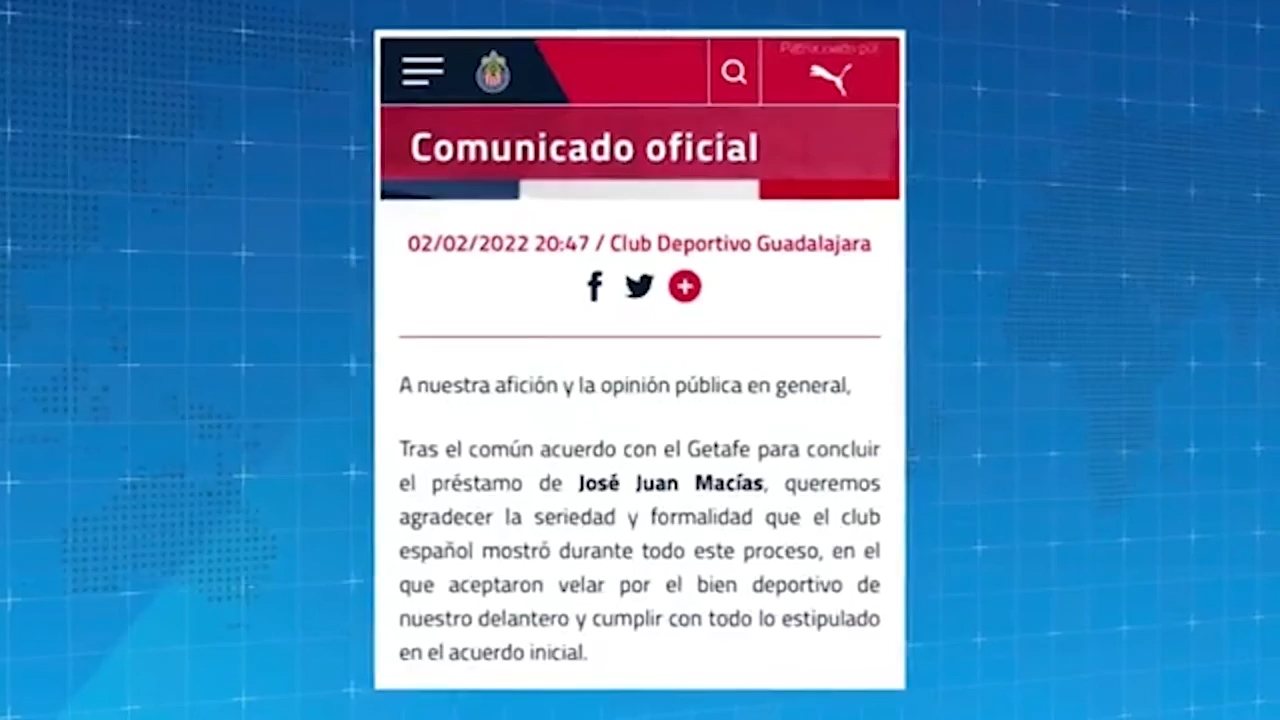 Patrocinado por
Comunicado oficial
02/02/2022 20:47 / Club Deportivo Guadalajara
A nuestra afición y la opinión pública en general,
Tras el común acuerdo con el Getafe para concluir
el préstamo de José Juan Macías, queremos
agradecer la seriedad y formalidad que el club
español mostró durante todo este proceso, en el
que aceptaron velar por el bien deportivo de
nuestro delantero y cumplir con todo lo estipulado
en el acuerdo inicial.